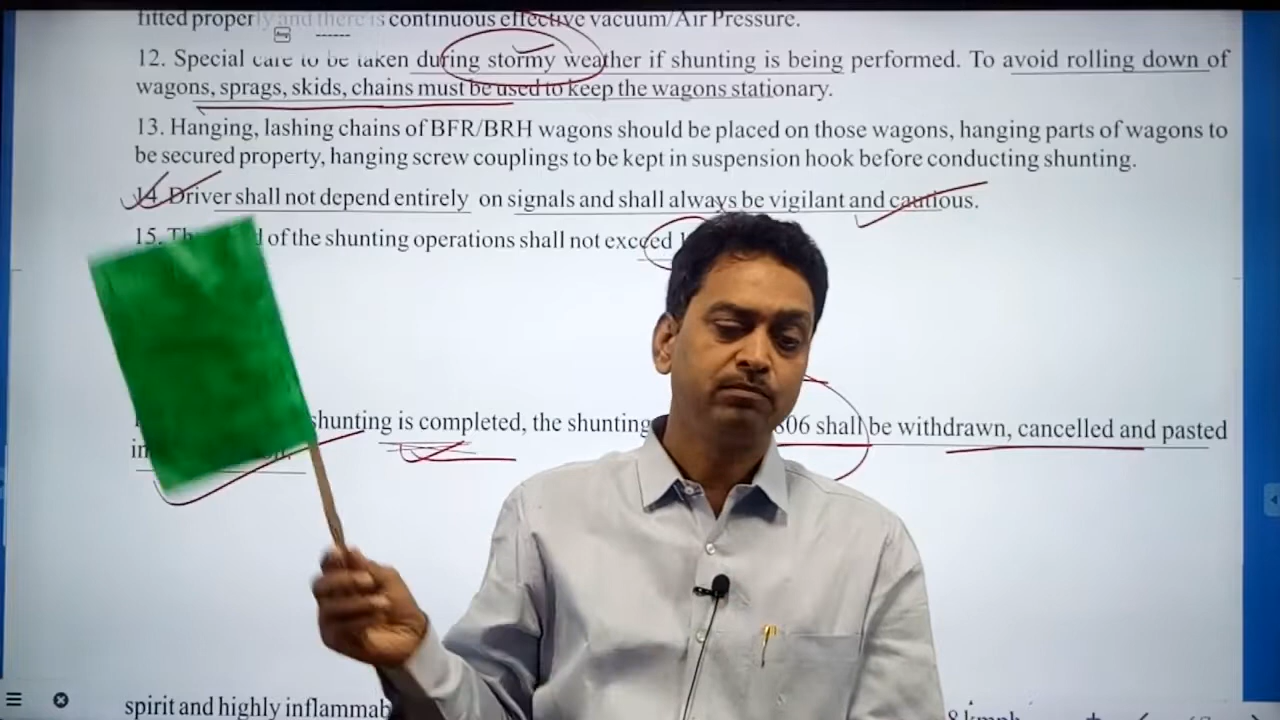 fitted properly and there is continuous effective vacuum/Air Pressure.
12. Special care to be taken during stormy weather if shunting is being performed. To avoid rolling down of
wagons, sprags, skids, chains must be used to keep the wagons stationary.
13. Hanging, lashing chains of BFR/BRH wagons should be placed on those wagons, hanging parts of wagons to
be secured property, hanging screw couplings to be kept in suspension hook before conducting shunting.
14. Driver shall not depend entirely on signals and shall always be vigilant and cautious.
15. of the shunting operations shall not exceed
shunting is completed, the shunting 806 shall be withdrawn, cancelled and pasted
in
spirit and highly inflammab 8 kmph